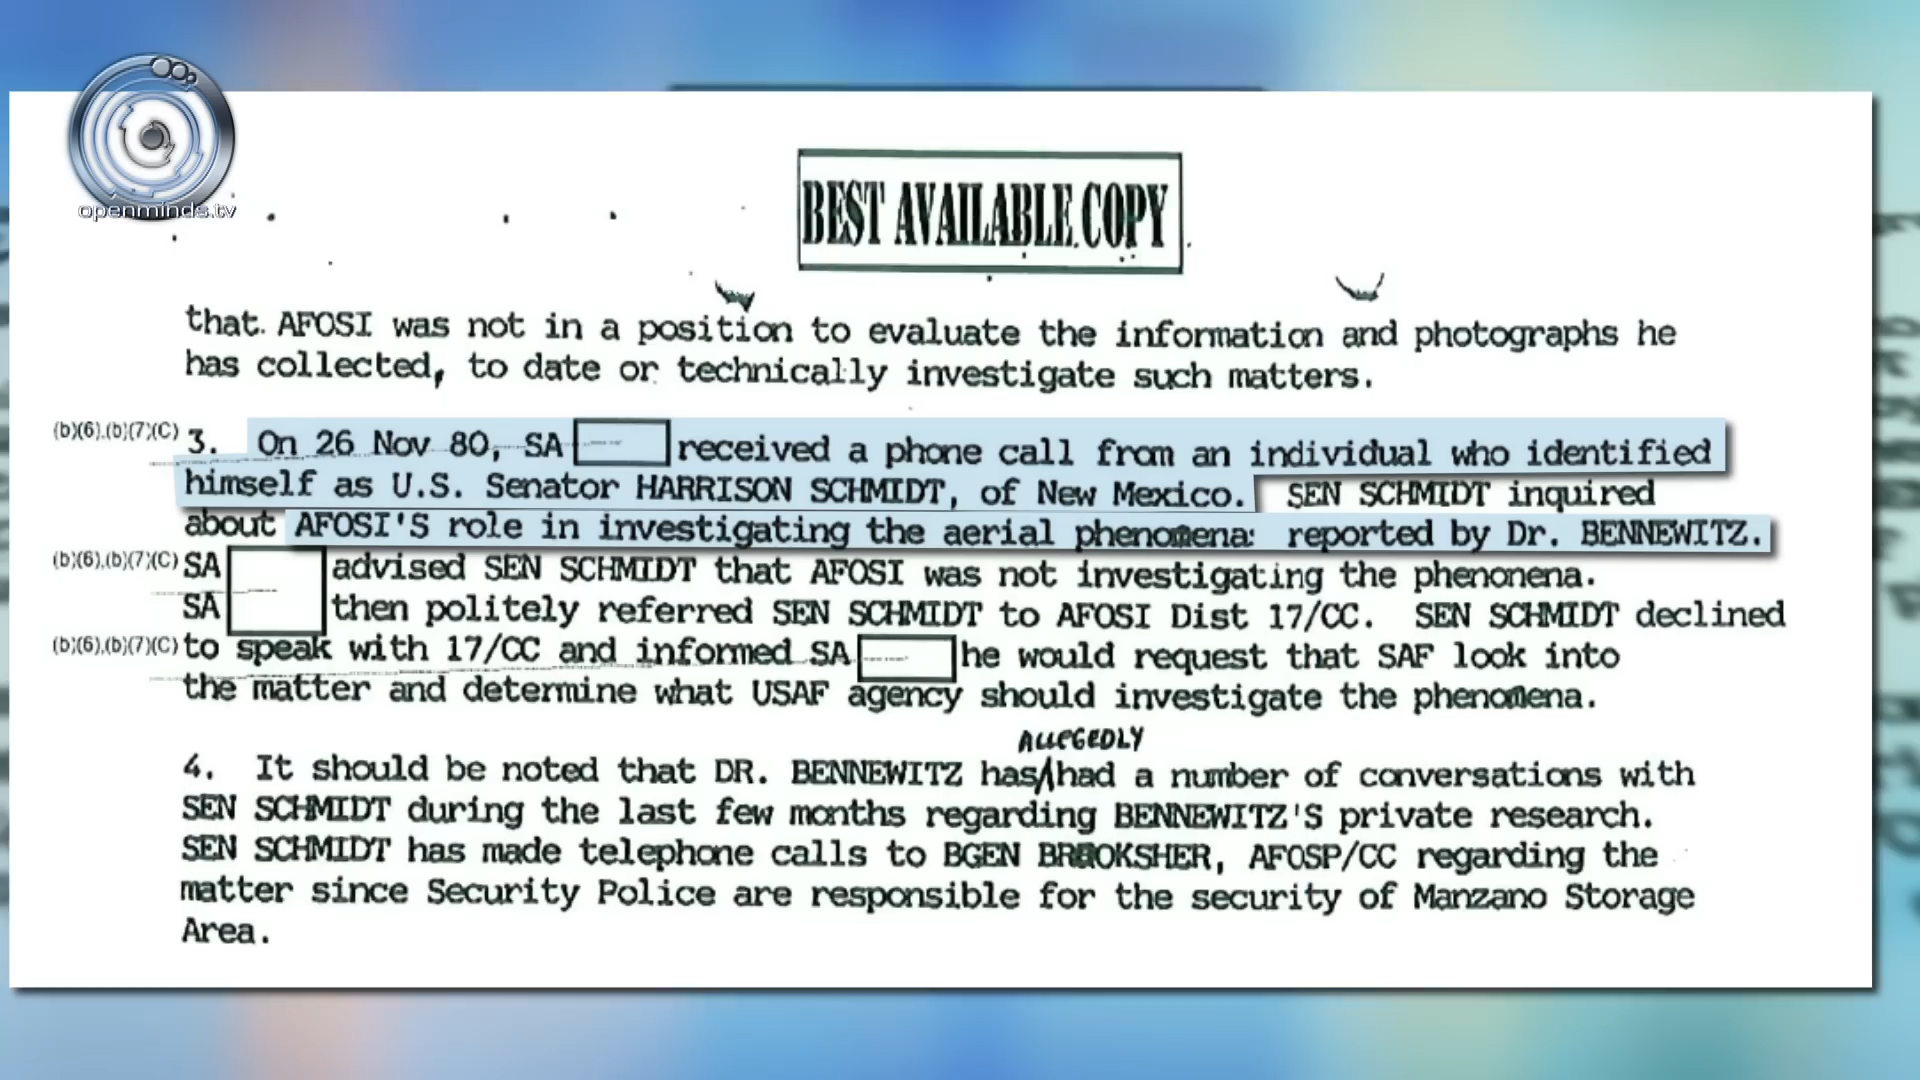 openminds.tv
BEST AVAILABLE COPY
that AFOSI was not in a position to evaluate the information and photographs he
has collected, to date or technically investigate such matters.
(b)(6),(b)(7)(C) 3. On 26 Nov 80, SA received a phone call from an individual who identified
himself as U.S. Senator HARRISON SCHMIDT, of New Mexico. SEN SCHMIDT inquired
about AFOSI'S role in investigating the aerial phenomena: reported by Dr. BENNEWITZ.
(b)(6),(b)(7)(C) SA advised SEN SCHMIDT that AFOSI was not investigating the phenonena.
SA then politely referred SEN SCHMIDT to AFOSI Dist 17/CC. SEN SCHMIDT declined
(b)(6),(b)(7)(C) to speak with 17/CC and informed SA he would request that SAF look into
the matter and determine what USAF agency should investigate the phenomena.
ALLEGEDLY
4. It should be noted that DR. BENNEWITZ has/had a number of conversations with
SEN SCHMIDT during the last few months regarding BENNEWITZ'S private research.
SEN SCHMIDT has made telephone calls to BGEN BROOKSHER, AFOSP/CC regarding the
matter since Security Police are responsible for the security of Manzano Storage
Area.